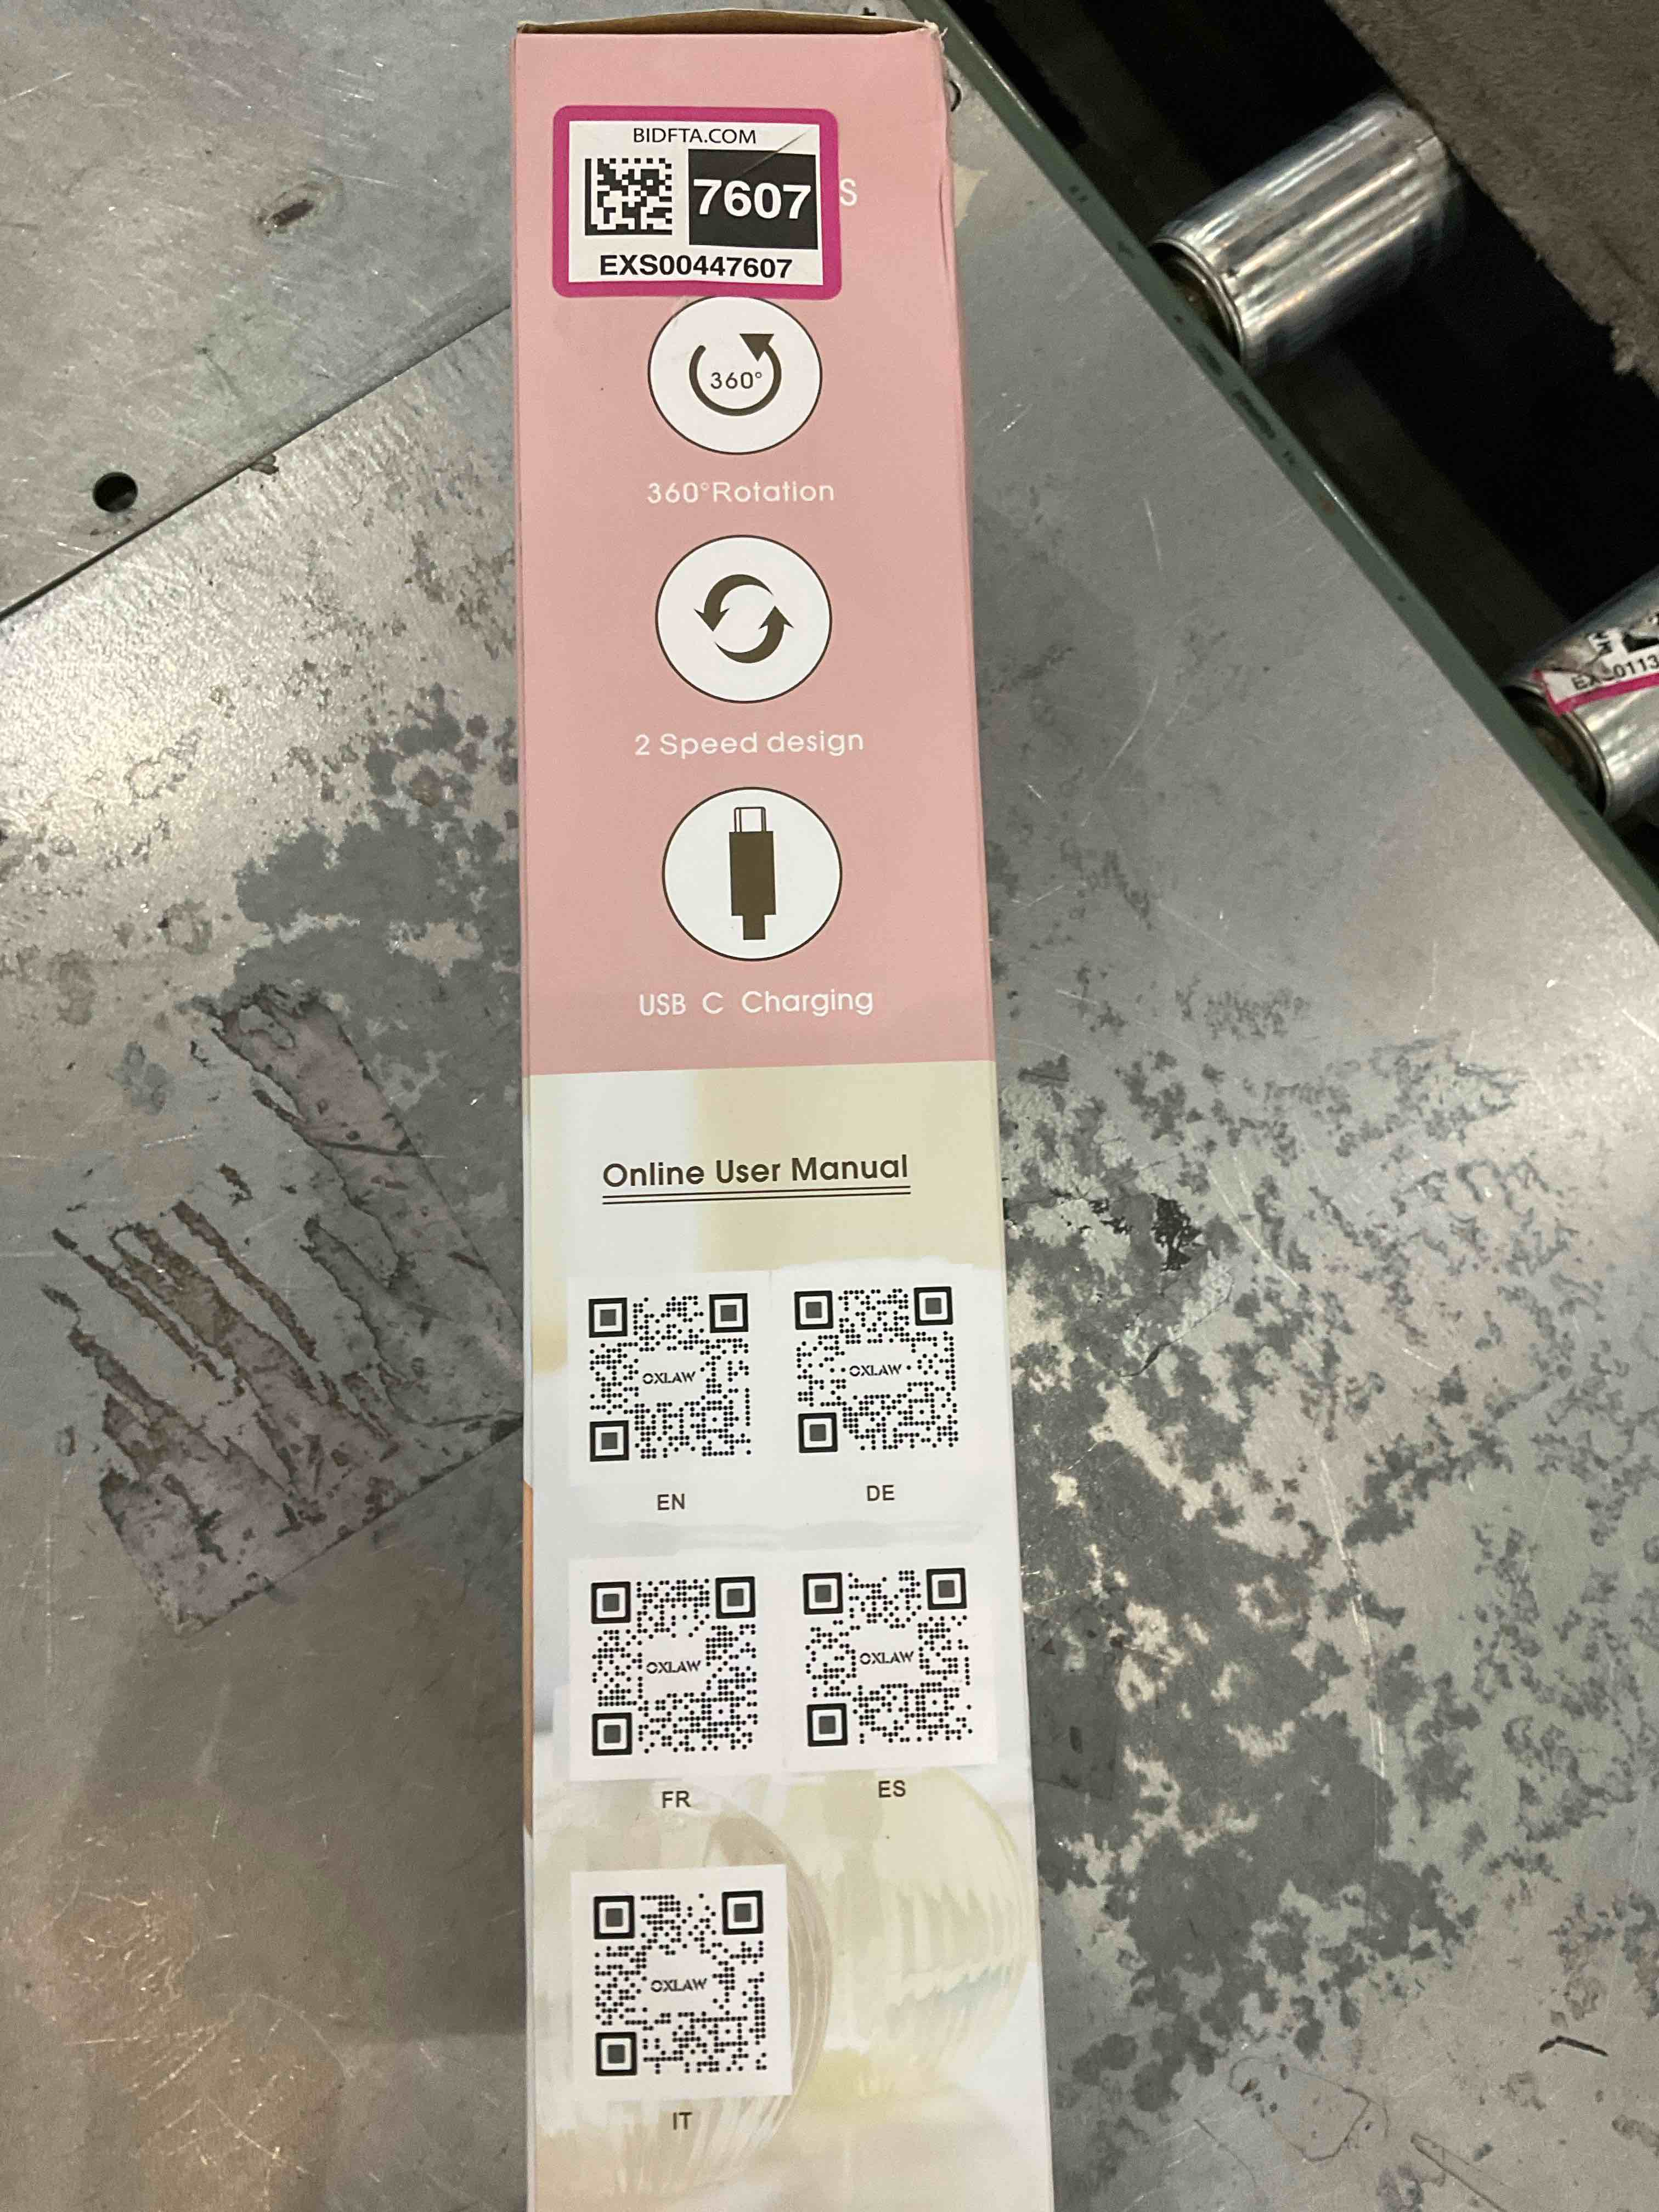 BIDFTA.COM
7607
S
EXS00447607
360°
360°Rotation
2 Speed design
USB C Charging
Online User Manual
OXLAW
OXLAW
EN
DE
OXLAW
OXLAW
FR
ES
OXLAW
IT